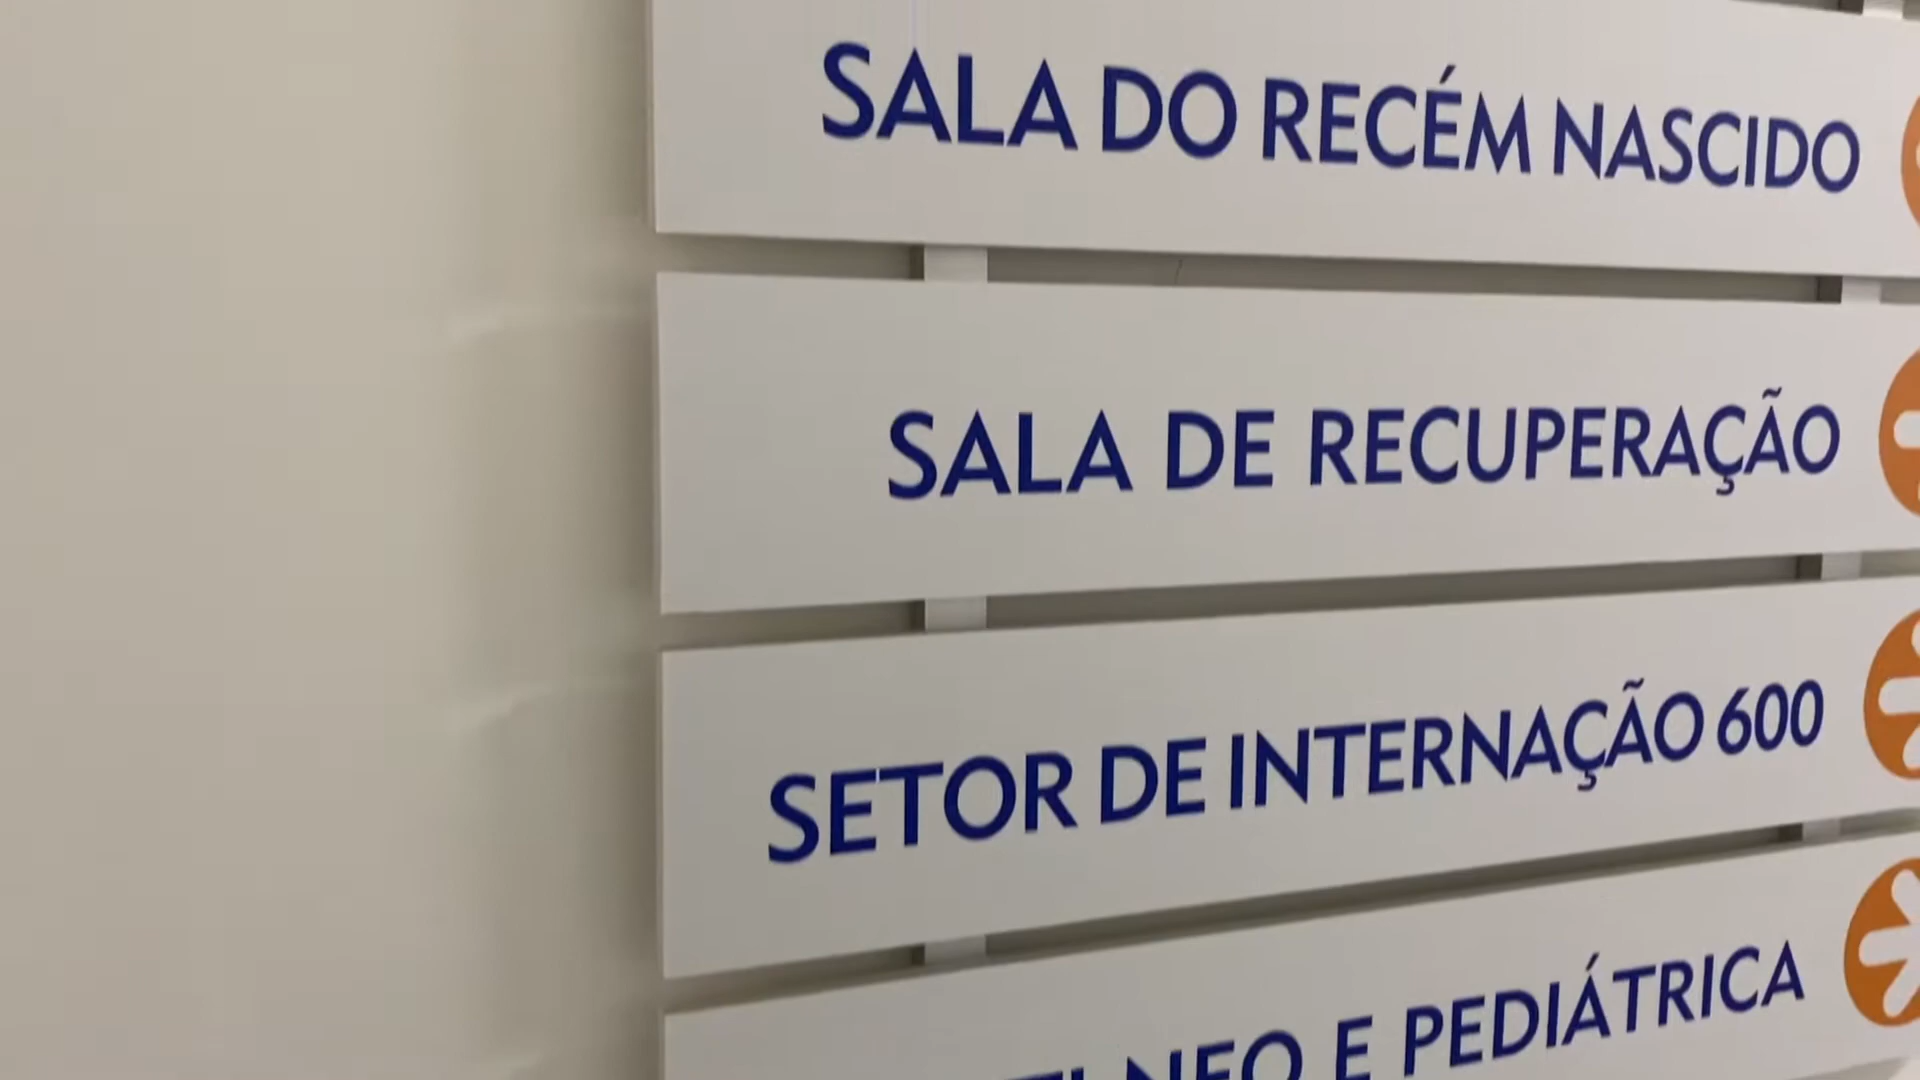 SALA DO RECÉM NASCIDO
SALA DE RECUPERAÇÃO
SETOR DE INTERNAÇÃO 600
NEO E PEDIÁTRICA